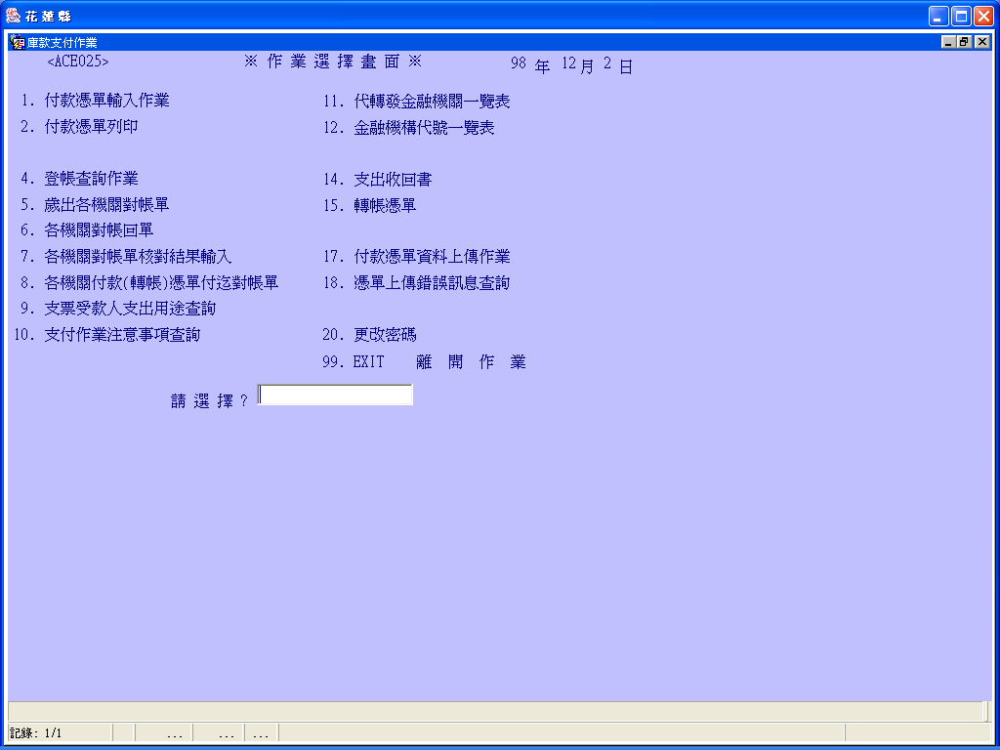 花蓮縣
庫款支付作業
<ACE025> ※ 作 業 選 擇 畫 面 ※ 98 年 12 月 2 日
1. 付款憑單輸入作業 11. 代轉發金融機關一覽表
2. 付款憑單列印 12. 金融機構代號一覽表
4. 登帳查詢作業 14. 支出收回書
5. 歲出各機關對帳單 15. 轉帳憑單
6. 各機關對帳回單
7. 各機關對帳單核對結果輸入 17. 付款憑單資料上傳作業
8. 各機關付款(轉帳)憑單付迄對帳單 18. 憑單上傳錯誤訊息查詢
9. 支票受款人支出用途查詢
10. 支付作業注意事項查詢 20. 更改密碼
99. EXIT 離 開 作 業
請 選 擇 ?
記錄: 1/1 ... ... ...